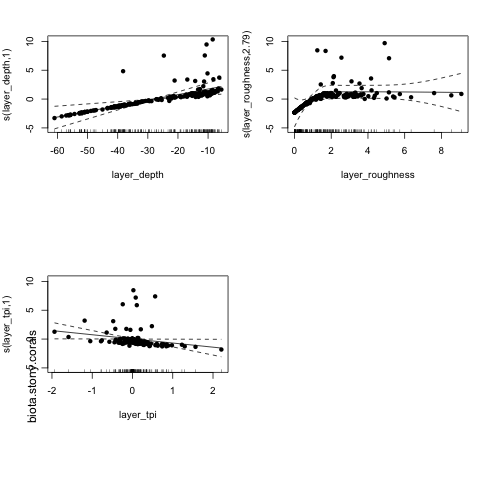 s(layer_depth,1)
10
5
0
-5
-60 -50 -40 -30 -20 -10
layer_depth
s(layer_roughness,2.79)
10
5
0
-5
0 2 4 6 8
layer_roughness
s(layer_tpi,1)
10
5
0
-5
-2 -1 0 1 2
layer_tpi
biota.stony.corals